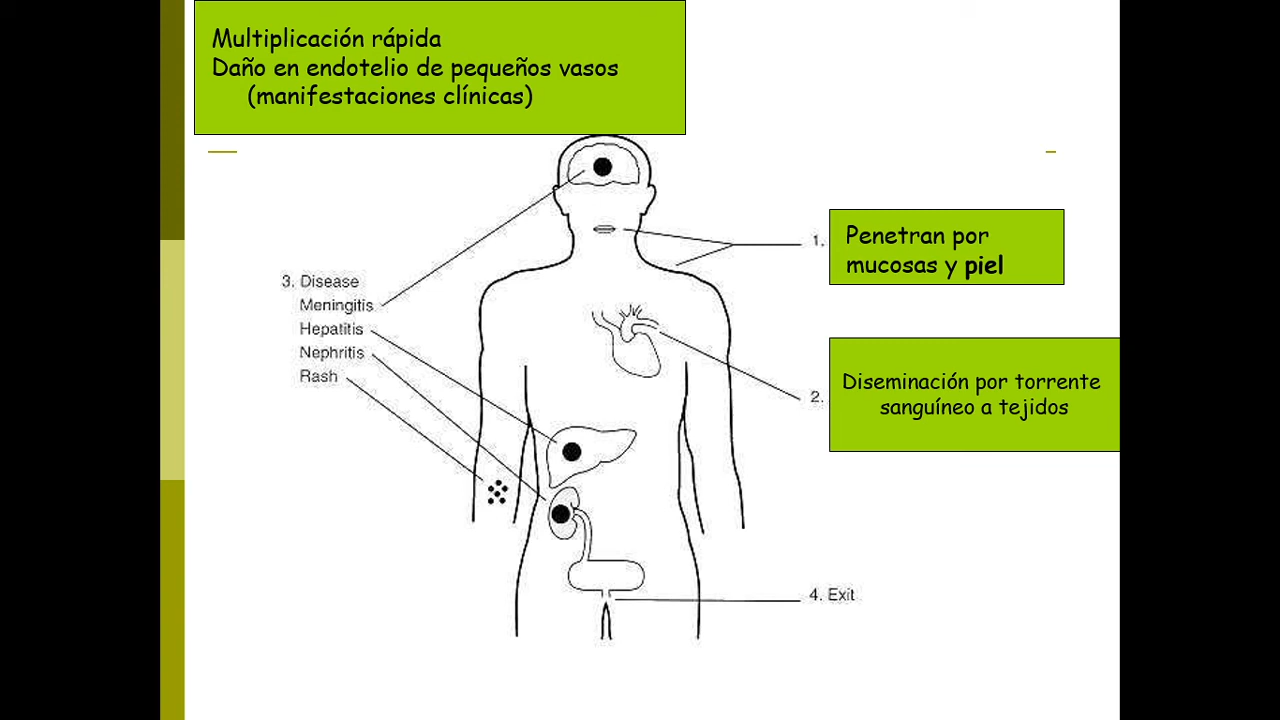 Multiplicación rápida
Daño en endotelio de pequeños vasos
(manifestaciones clínicas)
1.
Penetran por
mucosas y piel
3. Disease
Meningitis
Hepatitis
Nephritis
Rash
2.
Diseminación por torrente
sanguíneo a tejidos
4. Exit